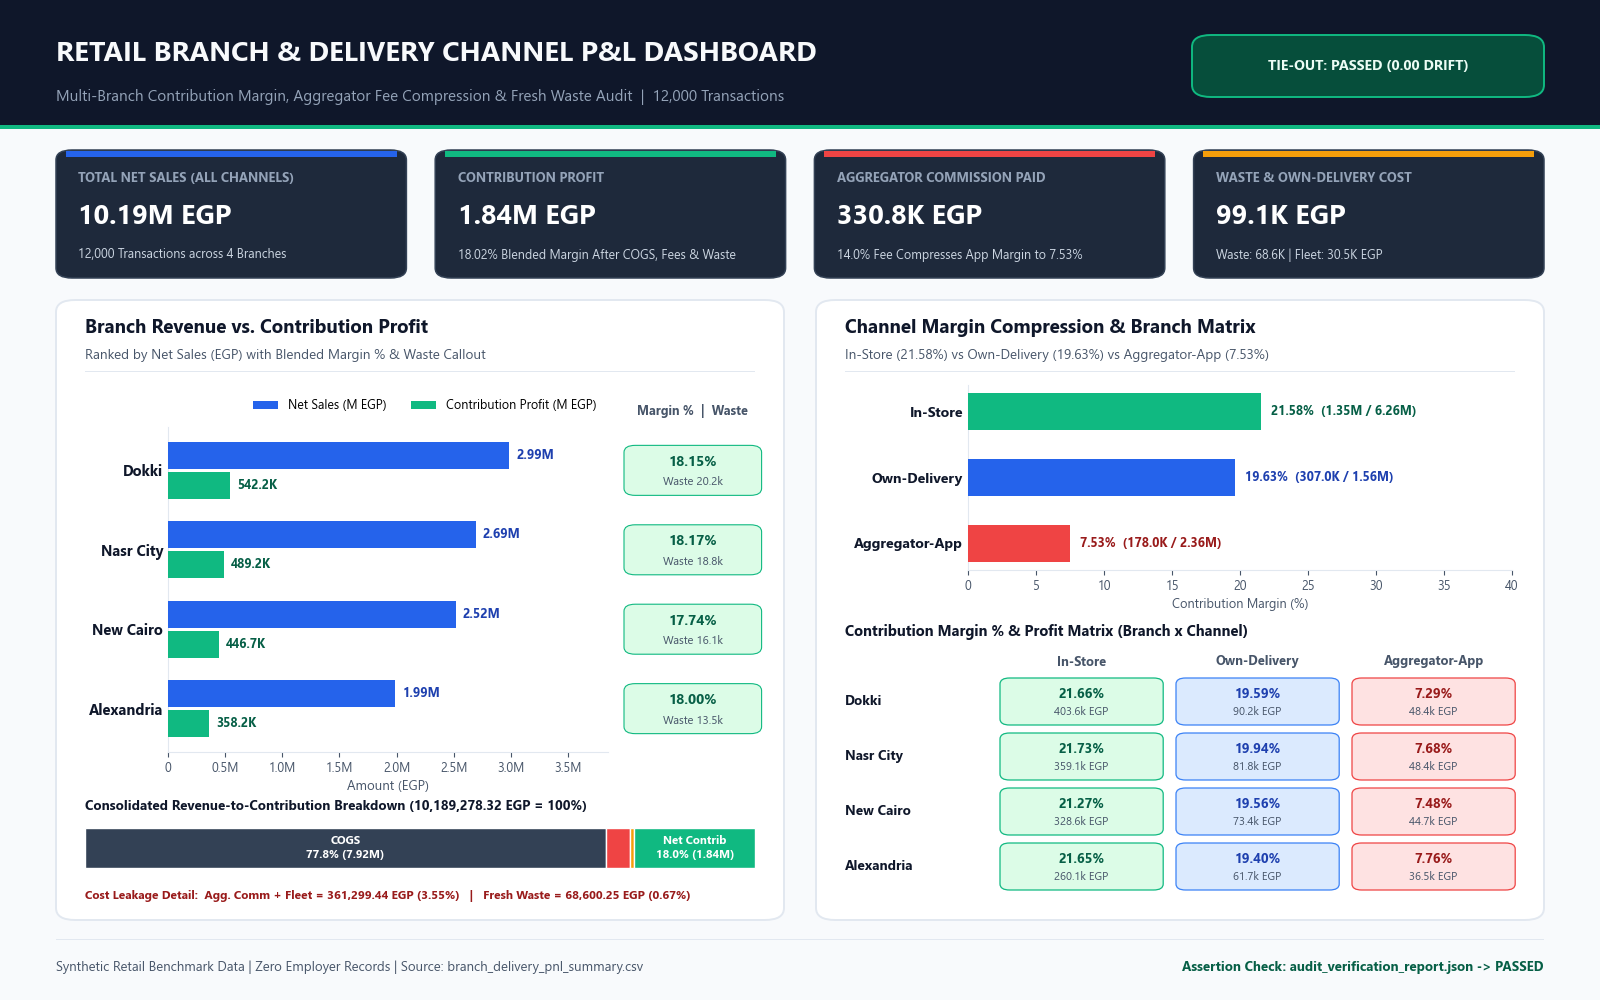 RETAIL BRANCH & DELIVERY CHANNEL P&L DASHBOARD
Multi-Branch Contribution Margin, Aggregator Fee Compression & Fresh Waste Audit | 12,000 Transactions
TIE-OUT: PASSED (0.00 DRIFT)
TOTAL NET SALES (ALL CHANNELS)
10.19M EGP
12,000 Transactions across 4 Branches
CONTRIBUTION PROFIT
1.84M EGP
18.02% Blended Margin After COGS, Fees & Waste
AGGREGATOR COMMISSION PAID
330.8K EGP
14.0% Fee Compresses App Margin to 7.53%
WASTE & OWN-DELIVERY COST
99.1K EGP
Waste: 68.6K | Fleet: 30.5K EGP
Branch Revenue vs. Contribution Profit
Ranked by Net Sales (EGP) with Blended Margin % & Waste Callout
Net Sales (M EGP) Contribution Profit (M EGP)
Margin % | Waste
Dokki
2.99M
542.2K
18.15%
Waste 20.2k
Nasr City
2.69M
489.2K
18.17%
Waste 18.8k
New Cairo
2.52M
446.7K
17.74%
Waste 16.1k
Alexandria
1.99M
358.2K
18.00%
Waste 13.5k
0 0.5M 1.0M 1.5M 2.0M 2.5M 3.0M 3.5M
Amount (EGP)
Consolidated Revenue-to-Contribution Breakdown (10,189,278.32 EGP = 100%)
COGS
77.8% (7.92M)
Net Contrib
18.0% (1.84M)
Cost Leakage Detail: Agg. Comm + Fleet = 361,299.44 EGP (3.55%) | Fresh Waste = 68,600.25 EGP (0.67%)
Channel Margin Compression & Branch Matrix
In-Store (21.58%) vs Own-Delivery (19.63%) vs Aggregator-App (7.53%)
In-Store
21.58% (1.35M / 6.26M)
Own-Delivery
19.63% (307.0K / 1.56M)
Aggregator-App
7.53% (178.0K / 2.36M)
0 5 10 15 20 25 30 35 40
Contribution Margin (%)
Contribution Margin % & Profit Matrix (Branch x Channel)
In-Store Own-Delivery Aggregator-App
Dokki
21.66% 19.59% 7.29%
403.6k EGP 90.2k EGP 48.4k EGP
Nasr City
21.73% 19.94% 7.68%
359.1k EGP 81.8k EGP 48.4k EGP
New Cairo
21.27% 19.56% 7.48%
328.6k EGP 73.4k EGP 44.7k EGP
Alexandria
21.65% 19.40% 7.76%
260.1k EGP 61.7k EGP 36.5k EGP
Synthetic Retail Benchmark Data | Zero Employer Records | Source: branch_delivery_pnl_summary.csv
Assertion Check: audit_verification_report.json -> PASSED